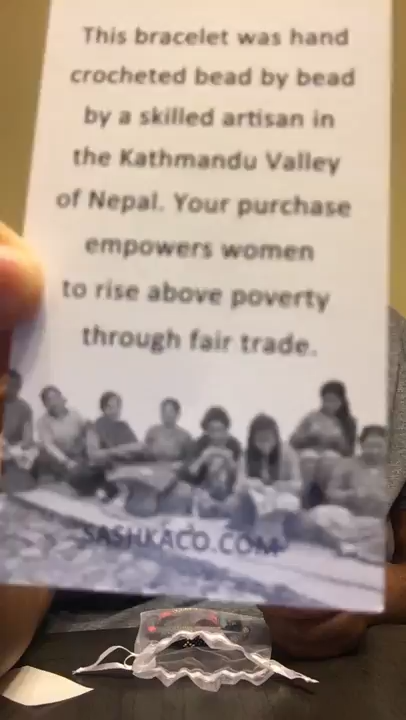 This bracelet was hand
crocheted bead by bead
by a skilled artisan in
the Kathmandu Valley
of Nepal. Your purchase
empowers women
to rise above poverty
through fair trade.
SASHKACO.COM